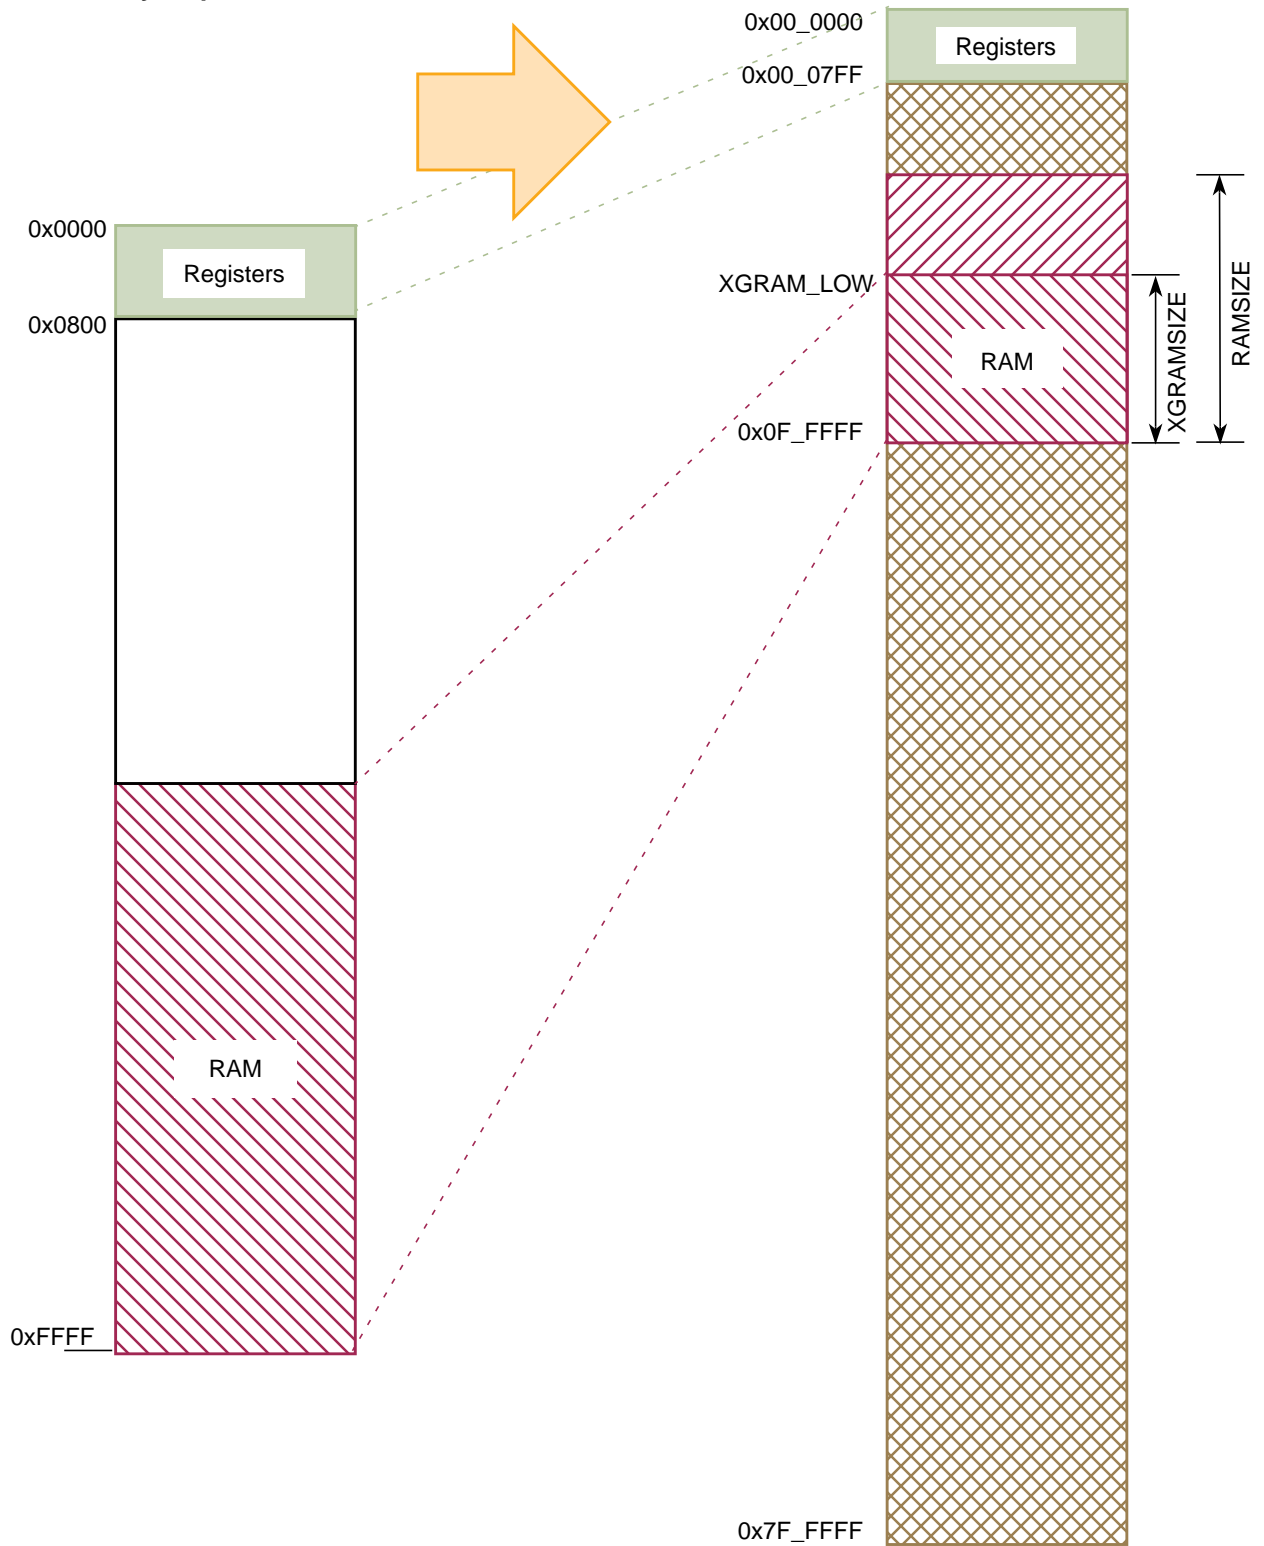 0x00_0000
Registers
0x00_07FF
0x0000
Registers
0x0800
XGRAM_LOW
RAM
XGRAMSIZE
RAMSIZE
0x0F_FFFF
RAM
0xFFFF
0x7F_FFFF